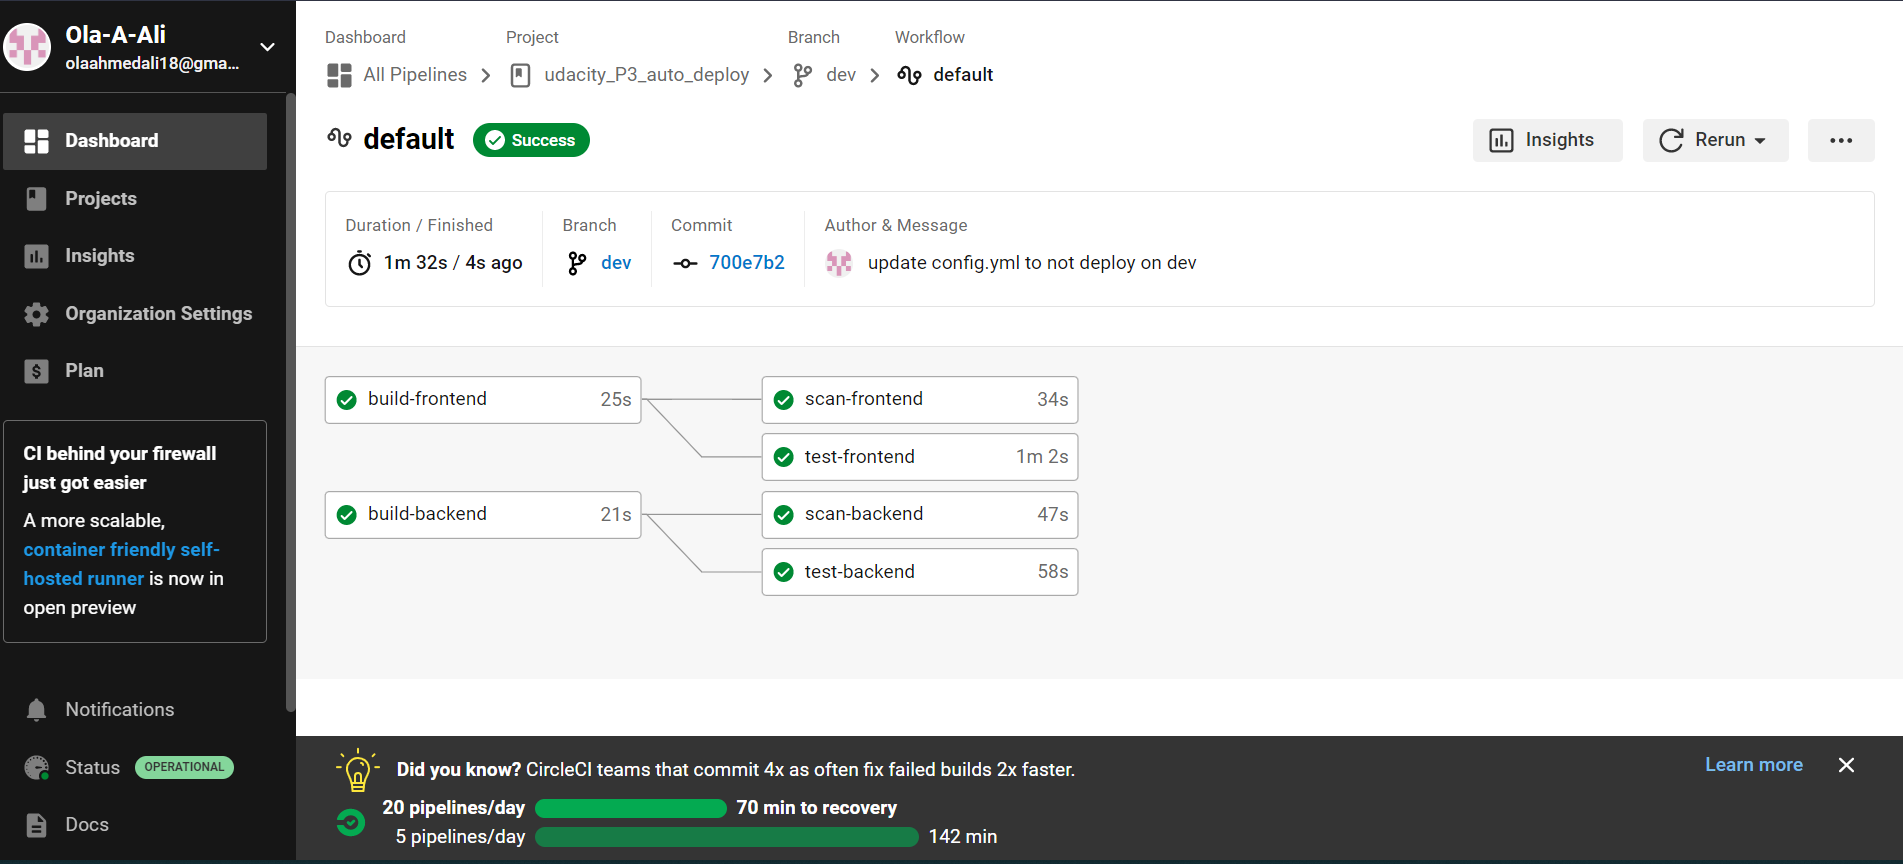 Ola-A-Ali
olaahmedali18@gma...
Dashboard
Projects
Insights
Organization Settings
Plan
CI behind your firewall
just got easier
A more scalable,
container friendly self-
hosted runner is now in
open preview
Notifications
Status OPERATIONAL
Docs
Dashboard Project Branch Workflow
All Pipelines udacity_P3_auto_deploy dev default
default Success Insights Rerun
Duration / Finished Branch Commit Author & Message
1m 32s / 4s ago dev 700e7b2 update config.yml to not deploy on dev
build-frontend 25s scan-frontend 34s
test-frontend 1m 2s
build-backend 21s scan-backend 47s
test-backend 58s
Did you know? CircleCI teams that commit 4x as often fix failed builds 2x faster. Learn more
20 pipelines/day 70 min to recovery
5 pipelines/day 142 min